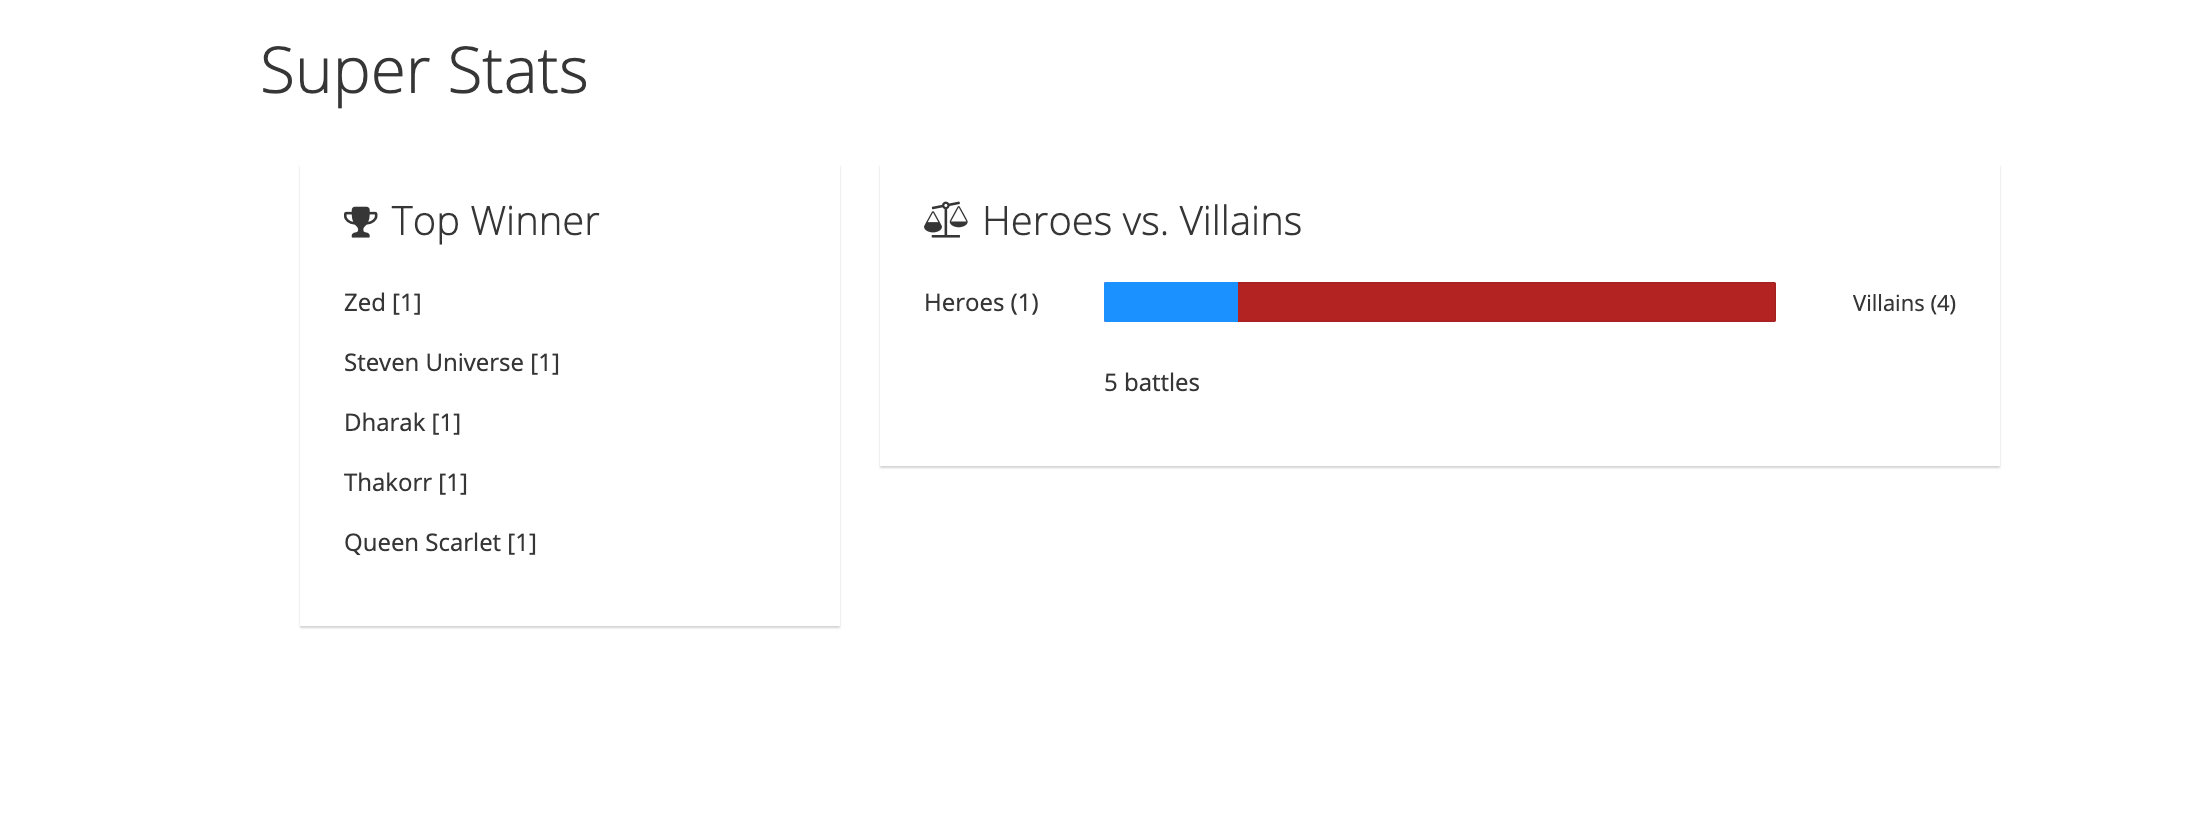 Super Stats
Top Winner
Zed [1]
Steven Universe [1]
Dharak [1]
Thakorr [1]
Queen Scarlet [1]
Heroes vs. Villains
Heroes (1)
Villains (4)
5 battles